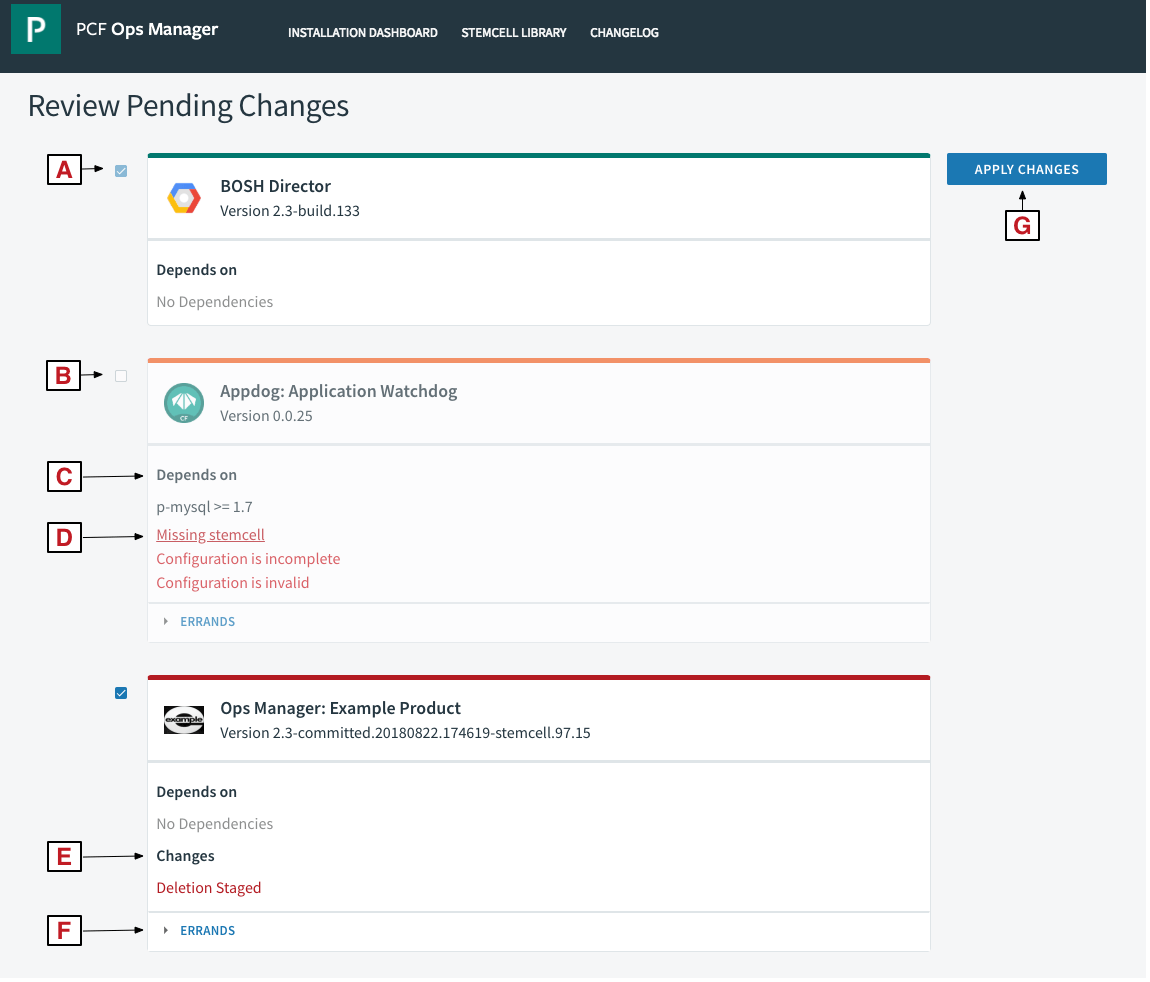 P PCF Ops Manager INSTALLATION DASHBOARD STEMCELL LIBRARY CHANGELOG
Review Pending Changes
A
BOSH Director
Version 2.3-build.133
APPLY CHANGES
G
Depends on
No Dependencies
B
Appdog: Application Watchdog
Version 0.0.25
CF
C
Depends on
p-mysql >= 1.7
D
Missing stemcell
Configuration is incomplete
Configuration is invalid
ERRANDS
example
Ops Manager: Example Product
Version 2.3-committed.20180822.174619-stemcell.97.15
Depends on
No Dependencies
E
Changes
Deletion Staged
F
ERRANDS